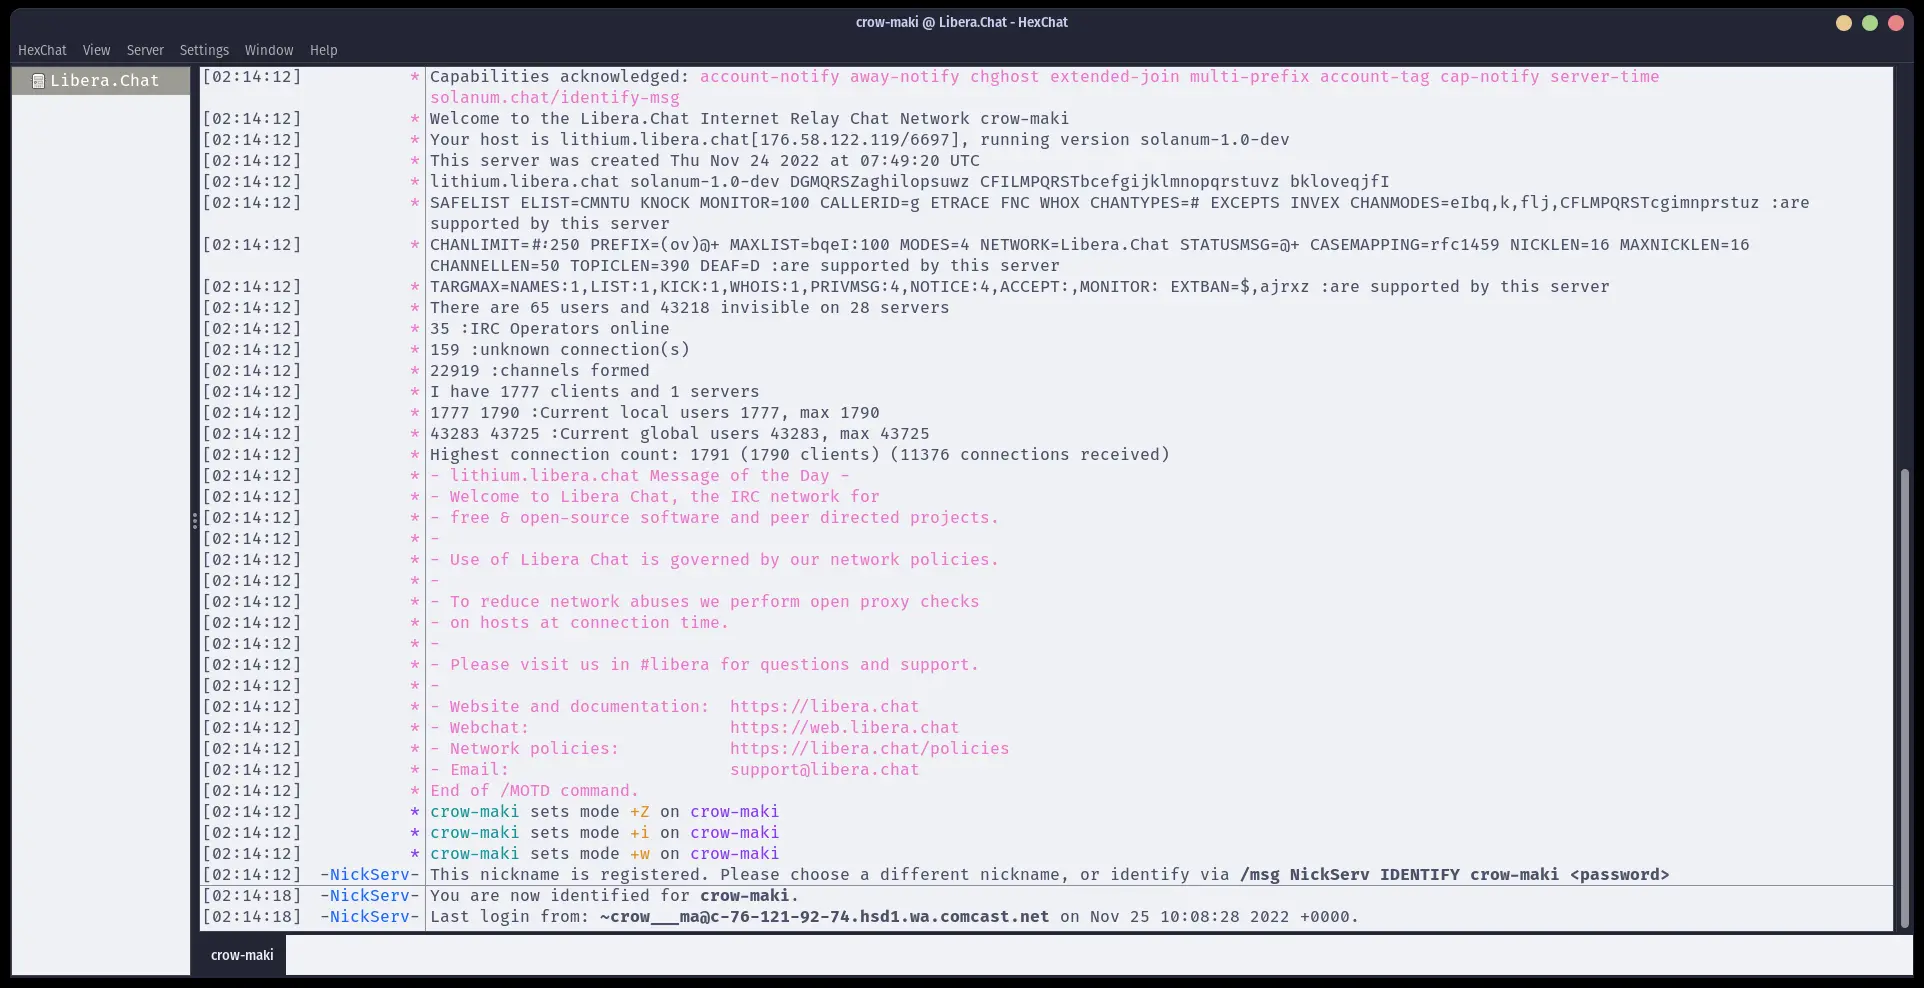 crow-maki @ Libera.Chat - HexChat
HexChat View Server Settings Window Help
Libera.Chat
[02:14:12] * Capabilities acknowledged: account-notify away-notify chghost extended-join multi-prefix account-tag cap-notify server-time
solanum.chat/identify-msg
[02:14:12] * Welcome to the Libera.Chat Internet Relay Chat Network crow-maki
[02:14:12] * Your host is lithium.libera.chat[176.58.122.119/6697], running version solanum-1.0-dev
[02:14:12] * This server was created Thu Nov 24 2022 at 07:49:20 UTC
[02:14:12] * lithium.libera.chat solanum-1.0-dev DGMQRSZaghilopsuwz CFILMPQRSTbcefgijklmnopqrstuvz bkloveqjfI
[02:14:12] * SAFELIST ELIST=CMNTU KNOCK MONITOR=100 CALLERID=g ETRACE FNC WHOX CHANTYPES=# EXCEPTS INVEX CHANMODES=eIbq,k,flj,CFLMPQRSTcgimnprstuz :are
supported by this server
[02:14:12] * CHANLIMIT=#:250 PREFIX=(ov)@+ MAXLIST=bqeI:100 MODES=4 NETWORK=Libera.Chat STATUSMSG=@+ CASEMAPPING=rfc1459 NICKLEN=16 MAXNICKLEN=16
CHANNELLEN=50 TOPICLEN=390 DEAF=D :are supported by this server
[02:14:12] * TARGMAX=NAMES:1,LIST:1,KICK:1,WHOIS:1,PRIVMSG:4,NOTICE:4,ACCEPT:,MONITOR: EXTBAN=$,ajrxz :are supported by this server
[02:14:12] * There are 65 users and 43218 invisible on 28 servers
[02:14:12] * 35 :IRC Operators online
[02:14:12] * 159 :unknown connection(s)
[02:14:12] * 22919 :channels formed
[02:14:12] * I have 1777 clients and 1 servers
[02:14:12] * 1777 1790 :Current local users 1777, max 1790
[02:14:12] * 43283 43725 :Current global users 43283, max 43725
[02:14:12] * Highest connection count: 1791 (1790 clients) (11376 connections received)
[02:14:12] * - lithium.libera.chat Message of the Day -
[02:14:12] * - Welcome to Libera Chat, the IRC network for
[02:14:12] * - free & open-source software and peer directed projects.
[02:14:12] * -
[02:14:12] * - Use of Libera Chat is governed by our network policies.
[02:14:12] * -
[02:14:12] * - To reduce network abuses we perform open proxy checks
[02:14:12] * - on hosts at connection time.
[02:14:12] * -
[02:14:12] * - Please visit us in #libera for questions and support.
[02:14:12] * -
[02:14:12] * - Website and documentation: https://libera.chat
[02:14:12] * - Webchat: https://web.libera.chat
[02:14:12] * - Network policies: https://libera.chat/policies
[02:14:12] * - Email: support@libera.chat
[02:14:12] * End of /MOTD command.
[02:14:12] * crow-maki sets mode +Z on crow-maki
[02:14:12] * crow-maki sets mode +i on crow-maki
[02:14:12] * crow-maki sets mode +w on crow-maki
[02:14:12] -NickServ- This nickname is registered. Please choose a different nickname, or identify via /msg NickServ IDENTIFY crow-maki <password>
[02:14:18] -NickServ- You are now identified for crow-maki.
[02:14:18] -NickServ- Last login from: ~crow___ma@c-76-121-92-74.hsd1.wa.comcast.net on Nov 25 10:08:28 2022 +0000.
crow-maki